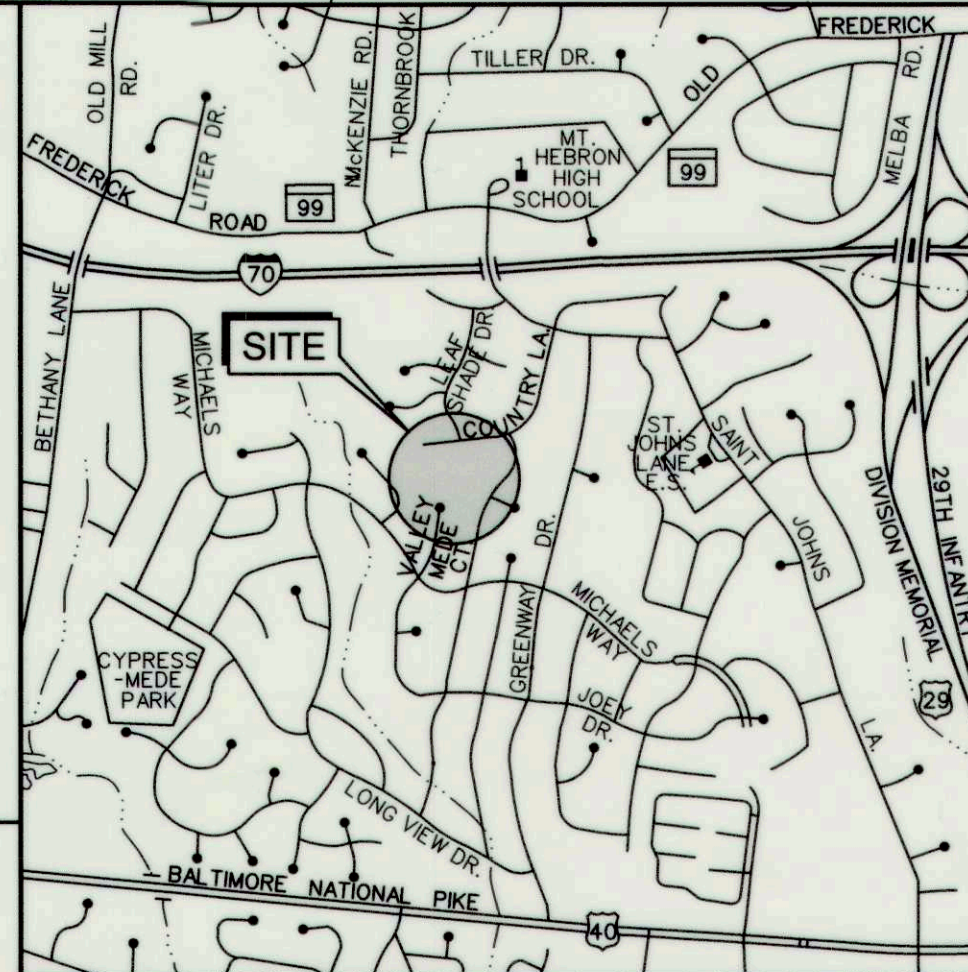 FREDERICK
OLD MILL
RD.
McKENZIE RD.
THORNBROOK
TILLER DR.
OLD
RD.
MELBA
LITER DR.
FREDERICK
ROAD
99
1
MT.
HEBRON
HIGH
SCHOOL
99
70
BETHANY LANE
MICHAELS
WAY
SITE
LEAF
SHADE DR.
COUNTRY LA.
ST.
JOHNS
LANE
E.S.
1
SAINT
JOHNS
LA.
DIVISION MEMORIAL
29TH INFANTRY
VALLEY
MEDE
CT.
GREENWAY
DR.
MICHAELS
WAY
CYPRESS
-MEDE
PARK
JOEY
DR.
29
LONG VIEW DR.
BALTIMORE NATIONAL PIKE
40